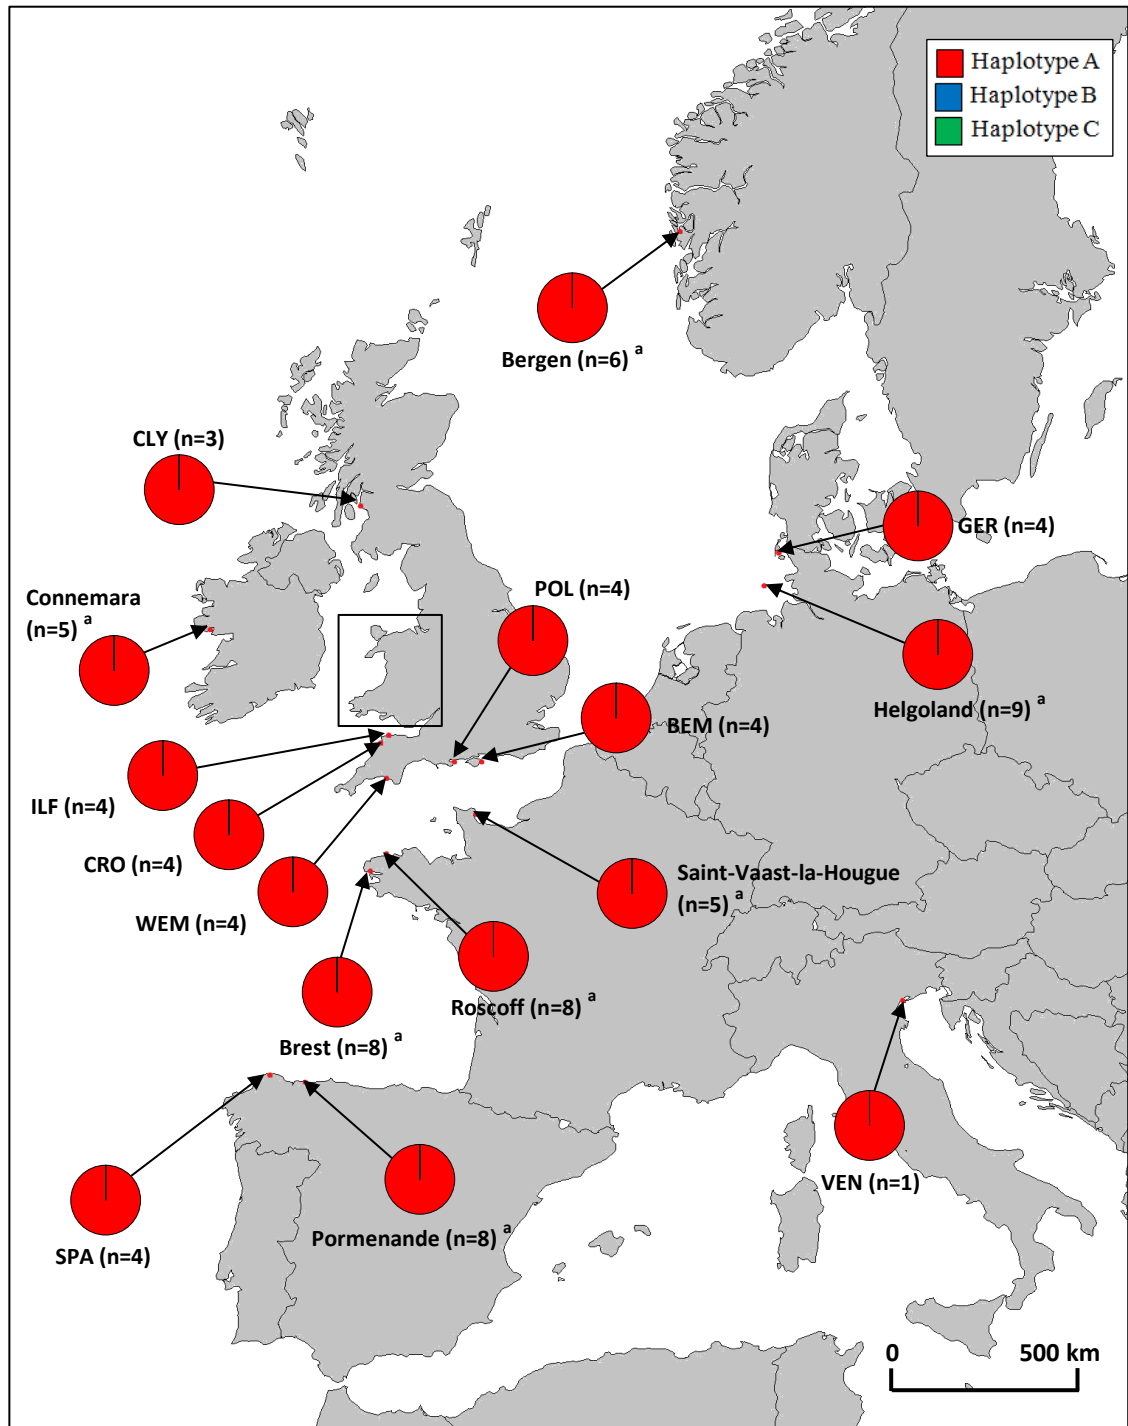 Haplotype A
Haplotype B
Haplotype C
Bergen (n=6) a
CLY (n=3)
GER (n=4)
POL (n=4)
Connemara
(n=5) a
Helgoland (n=9) a
BEM (n=4)
ILF (n=4)
CRO (n=4)
Saint-Vaast-la-Hougue
(n=5) a
WEM (n=4)
Roscoff (n=8) a
Brest (n=8) a
VEN (n=1)
Pormenande (n=8) a
SPA (n=4)
0 500 km